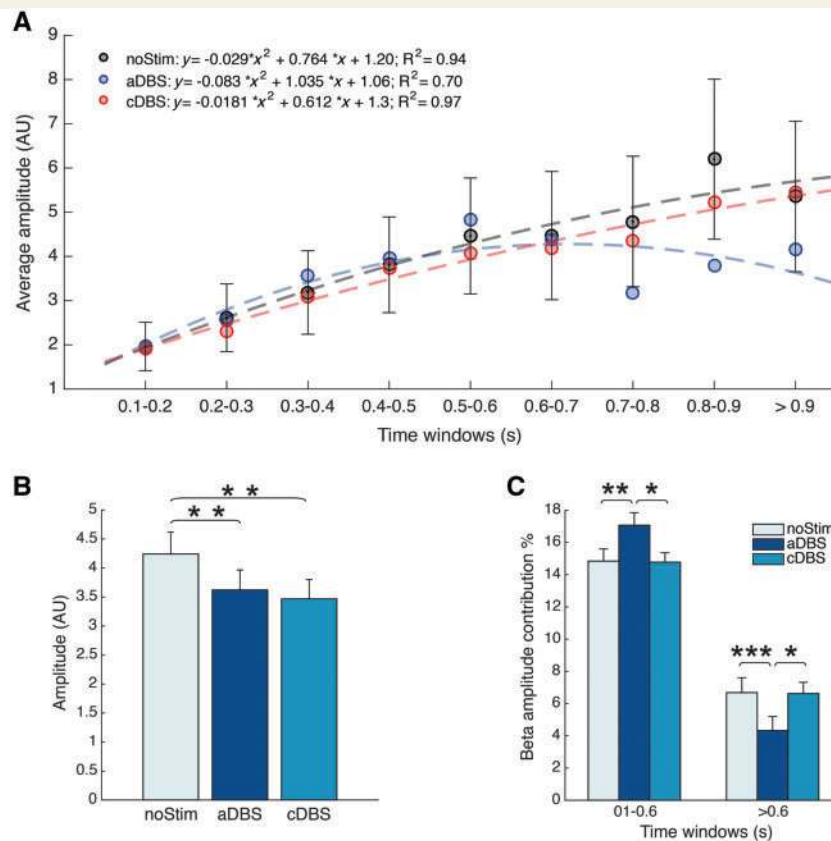 A
9
8
7
6
5
4
3
2
1
Average amplitude (AU)
noStim: y= -0.029*x² + 0.764 *x + 1.20; R² = 0.94
aDBS: y= -0.083 *x² + 1.035 *x + 1.06; R² = 0.70
cDBS: y= -0.0181 *x² + 0.612 *x + 1.3; R² = 0.97
0.1-0.2 0.2-0.3 0.3-0.4 0.4-0.5 0.5-0.6 0.6-0.7 0.7-0.8 0.8-0.9 > 0.9
Time windows (s)
B
* *
* *
5
4.5
4
3.5
3
2.5
2
1.5
1
0.5
0
Amplitude (AU)
noStim aDBS cDBS
C
** *
*** *
18
16
14
12
10
8
6
4
2
0
Beta amplitude contribution %
noStim
aDBS
cDBS
01-0.6 >0.6
Time windows (s)